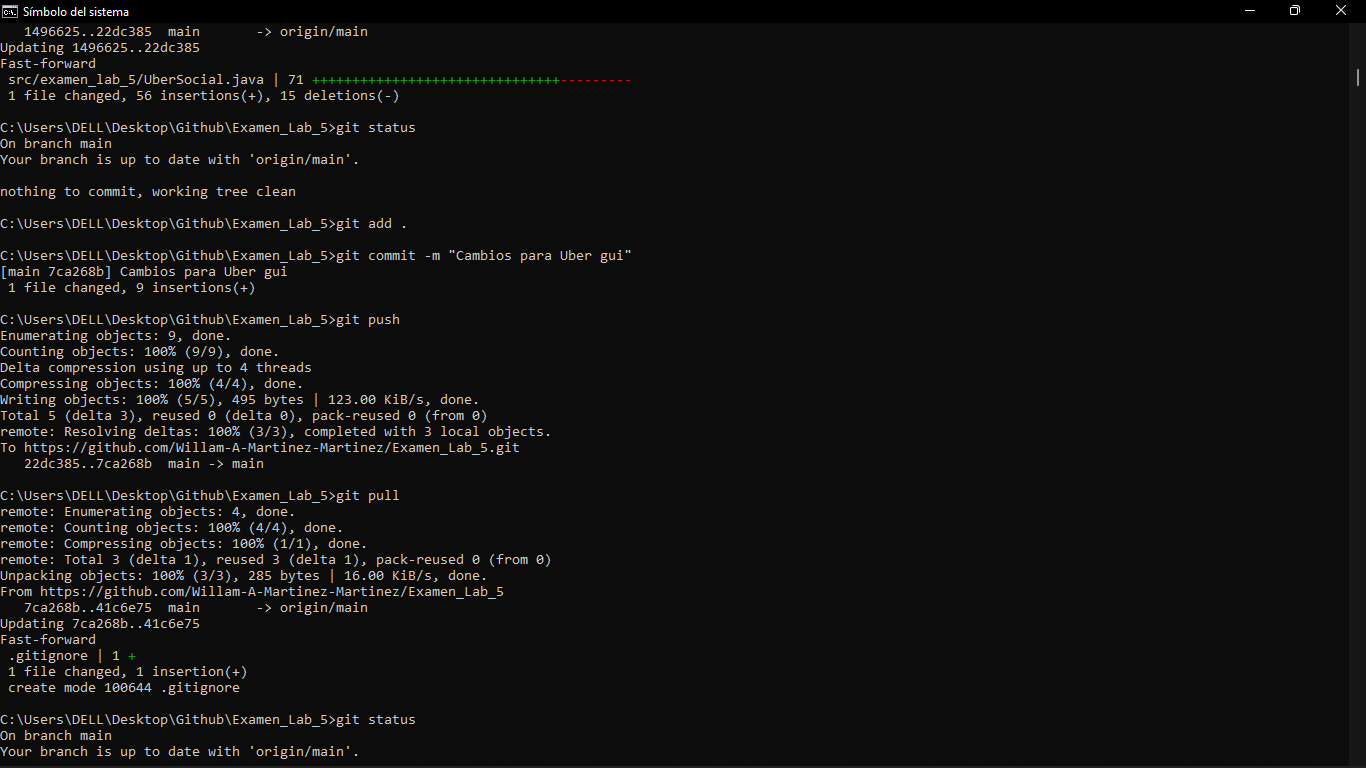 Símbolo del sistema
   1496625..22dc385  main       -> origin/main
Updating 1496625..22dc385
Fast-forward
 src/examen_lab_5/UberSocial.java | 71 +++++++++++++++++++++++++++++++---------
 1 file changed, 56 insertions(+), 15 deletions(-)
C:\Users\DELL\Desktop\Github\Examen_Lab_5>git status
On branch main
Your branch is up to date with 'origin/main'.
nothing to commit, working tree clean
C:\Users\DELL\Desktop\Github\Examen_Lab_5>git add .
C:\Users\DELL\Desktop\Github\Examen_Lab_5>git commit -m "Cambios para Uber gui"
[main 7ca268b] Cambios para Uber gui
 1 file changed, 9 insertions(+)
C:\Users\DELL\Desktop\Github\Examen_Lab_5>git push
Enumerating objects: 9, done.
Counting objects: 100% (9/9), done.
Delta compression using up to 4 threads
Compressing objects: 100% (4/4), done.
Writing objects: 100% (5/5), 495 bytes | 123.00 KiB/s, done.
Total 5 (delta 3), reused 0 (delta 0), pack-reused 0 (from 0)
remote: Resolving deltas: 100% (3/3), completed with 3 local objects.
To https://github.com/Willam-A-Martinez-Martinez/Examen_Lab_5.git
   22dc385..7ca268b  main -> main
C:\Users\DELL\Desktop\Github\Examen_Lab_5>git pull
remote: Enumerating objects: 4, done.
remote: Counting objects: 100% (4/4), done.
remote: Compressing objects: 100% (1/1), done.
remote: Total 3 (delta 1), reused 3 (delta 1), pack-reused 0 (from 0)
Unpacking objects: 100% (3/3), 285 bytes | 16.00 KiB/s, done.
From https://github.com/Willam-A-Martinez-Martinez/Examen_Lab_5
   7ca268b..41c6e75  main       -> origin/main
Updating 7ca268b..41c6e75
Fast-forward
 .gitignore | 1 +
 1 file changed, 1 insertion(+)
 create mode 100644 .gitignore
C:\Users\DELL\Desktop\Github\Examen_Lab_5>git status
On branch main
Your branch is up to date with 'origin/main'.